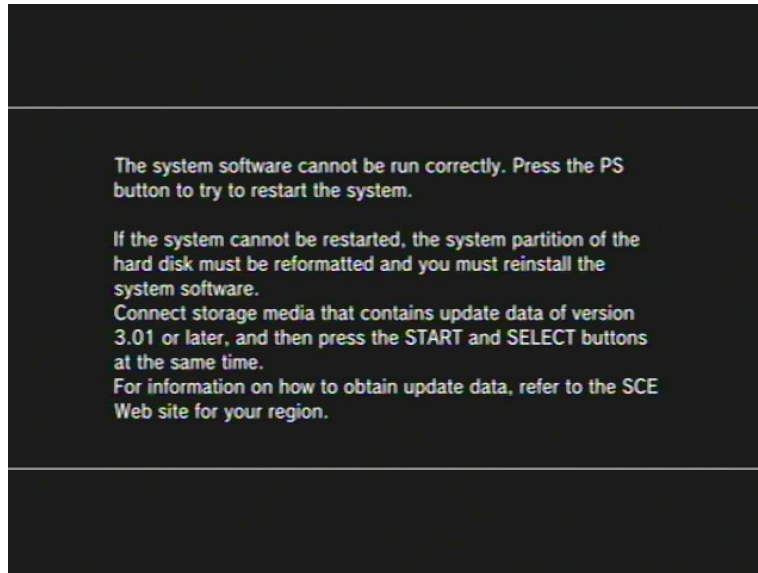 The system software cannot be run correctly. Press the PS
button to try to restart the system.
If the system cannot be restarted, the system partition of the
hard disk must be reformatted and you must reinstall the
system software.
Connect storage media that contains update data of version
3.01 or later, and then press the START and SELECT buttons
at the same time.
For information on how to obtain update data, refer to the SCE
Web site for your region.